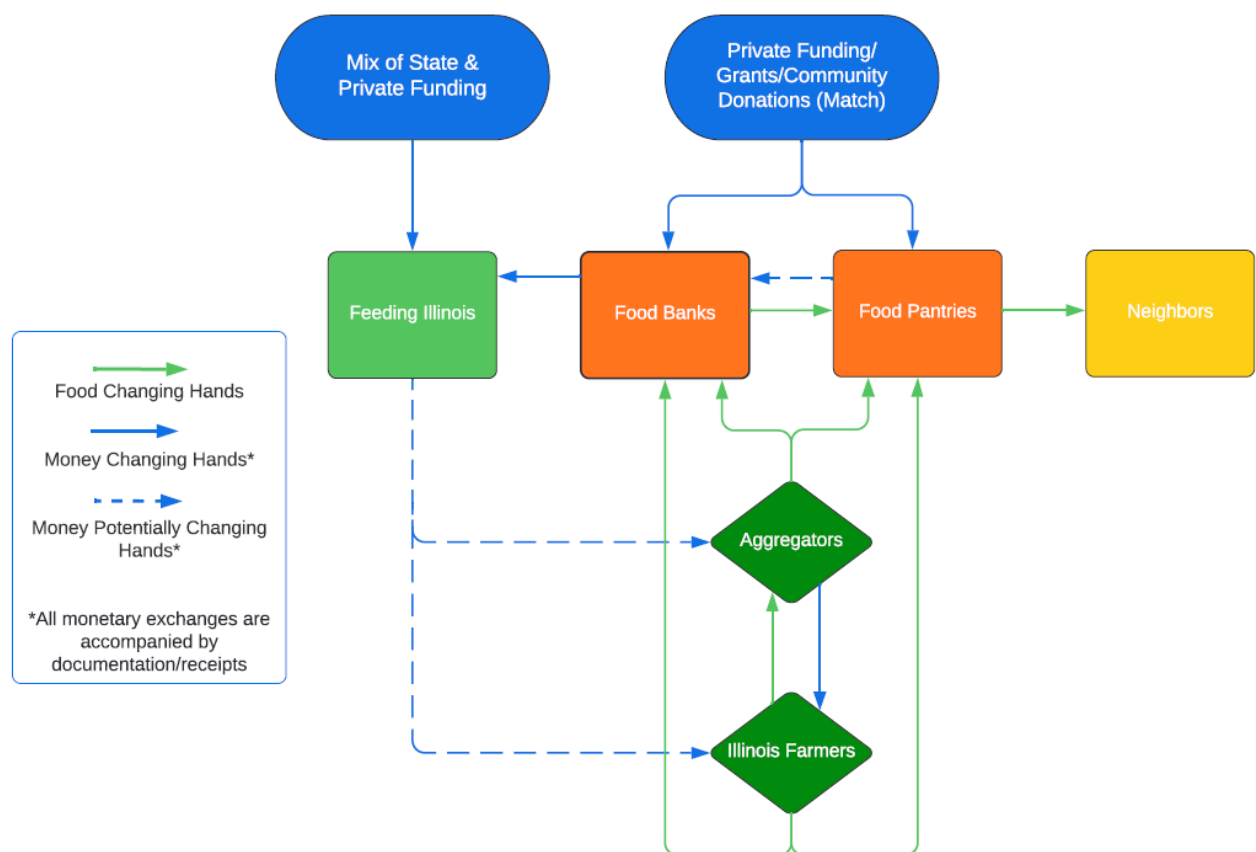 Mix of State &
Private Funding
Private Funding/
Grants/Community
Donations (Match)
Feeding Illinois
Food Banks
Food Pantries
Neighbors
Food Changing Hands
Money Changing Hands*
Money Potentially Changing
Hands*
*All monetary exchanges are
accompanied by
documentation/receipts
Aggregators
Illinois Farmers